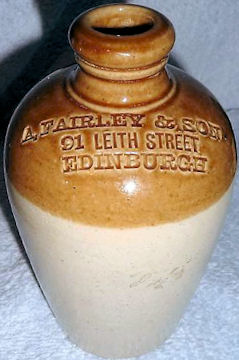 A. FAIRLEY & SON.
91 LEITH STREET
EDINBURGH